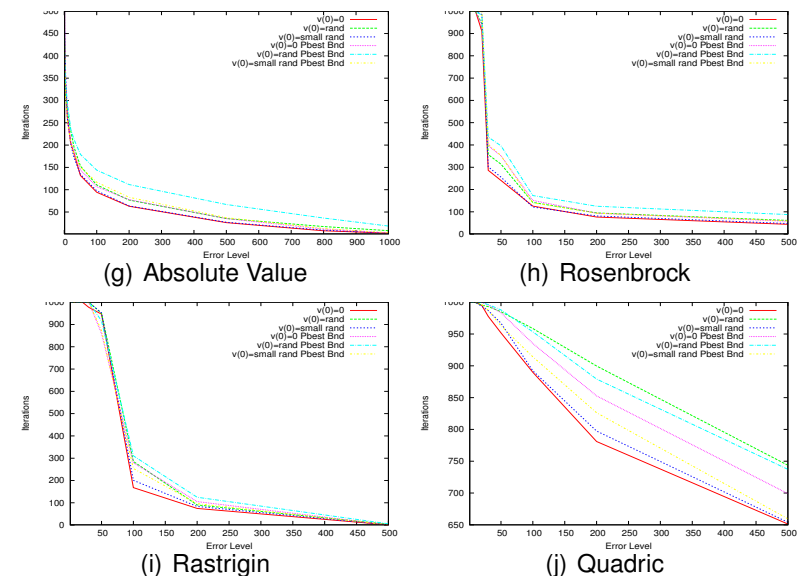 500
450
400
350
300
250
200
150
100
50
0 100 200 300 400 500 600 700 800 900 1000
Iterations
Error Level
v(0)=0
v(0)=rand
v(0)=small rand
v(0)=0 Pbest Bnd
v(0)=rand Pbest Bnd
v(0)=small rand Pbest Bnd
(g) Absolute Value
1000
900
800
700
600
500
400
300
200
100
0
50 100 150 200 250 300 350 400 450 500
Iterations
Error Level
v(0)=0
v(0)=rand
v(0)=small rand
v(0)=0 Pbest Bnd
v(0)=rand Pbest Bnd
v(0)=small rand Pbest Bnd
(h) Rosenbrock
1000
900
800
700
600
500
400
300
200
100
0
50 100 150 200 250 300 350 400 450 500
Iterations
Error Level
v(0)=0
v(0)=rand
v(0)=small rand
v(0)=0 Pbest Bnd
v(0)=rand Pbest Bnd
v(0)=small rand Pbest Bnd
(i) Rastrigin
1000
950
900
850
800
750
700
650
50 100 150 200 250 300 350 400 450 500
Iterations
Error Level
v(0)=0
v(0)=rand
v(0)=small rand
v(0)=0 Pbest Bnd
v(0)=rand Pbest Bnd
v(0)=small rand Pbest Bnd
(j) Quadric